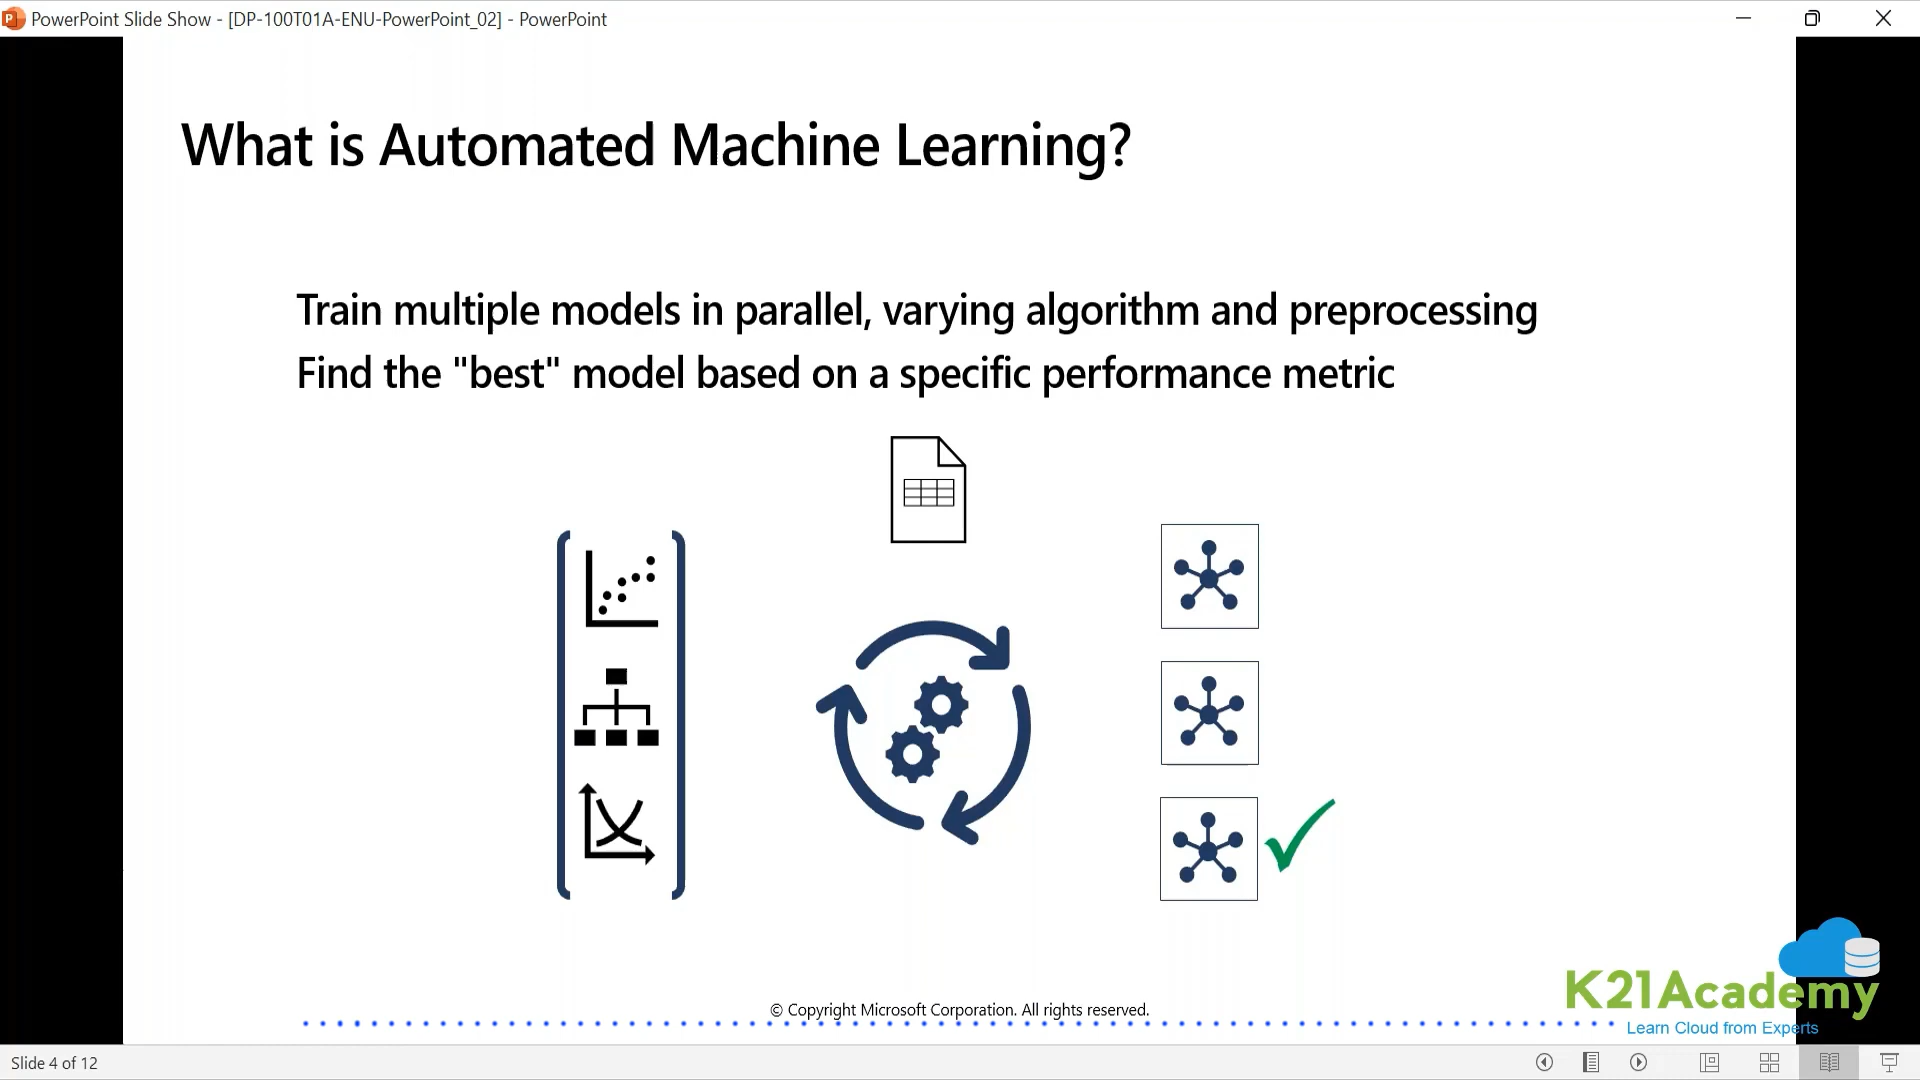 PowerPoint Slide Show - [DP-100T01A-ENU-PowerPoint_02] - PowerPoint
What is Automated Machine Learning?
Train multiple models in parallel, varying algorithm and preprocessing
Find the "best" model based on a specific performance metric
© Copyright Microsoft Corporation. All rights reserved.
K21Academy
Learn Cloud from Experts
Slide 4 of 12